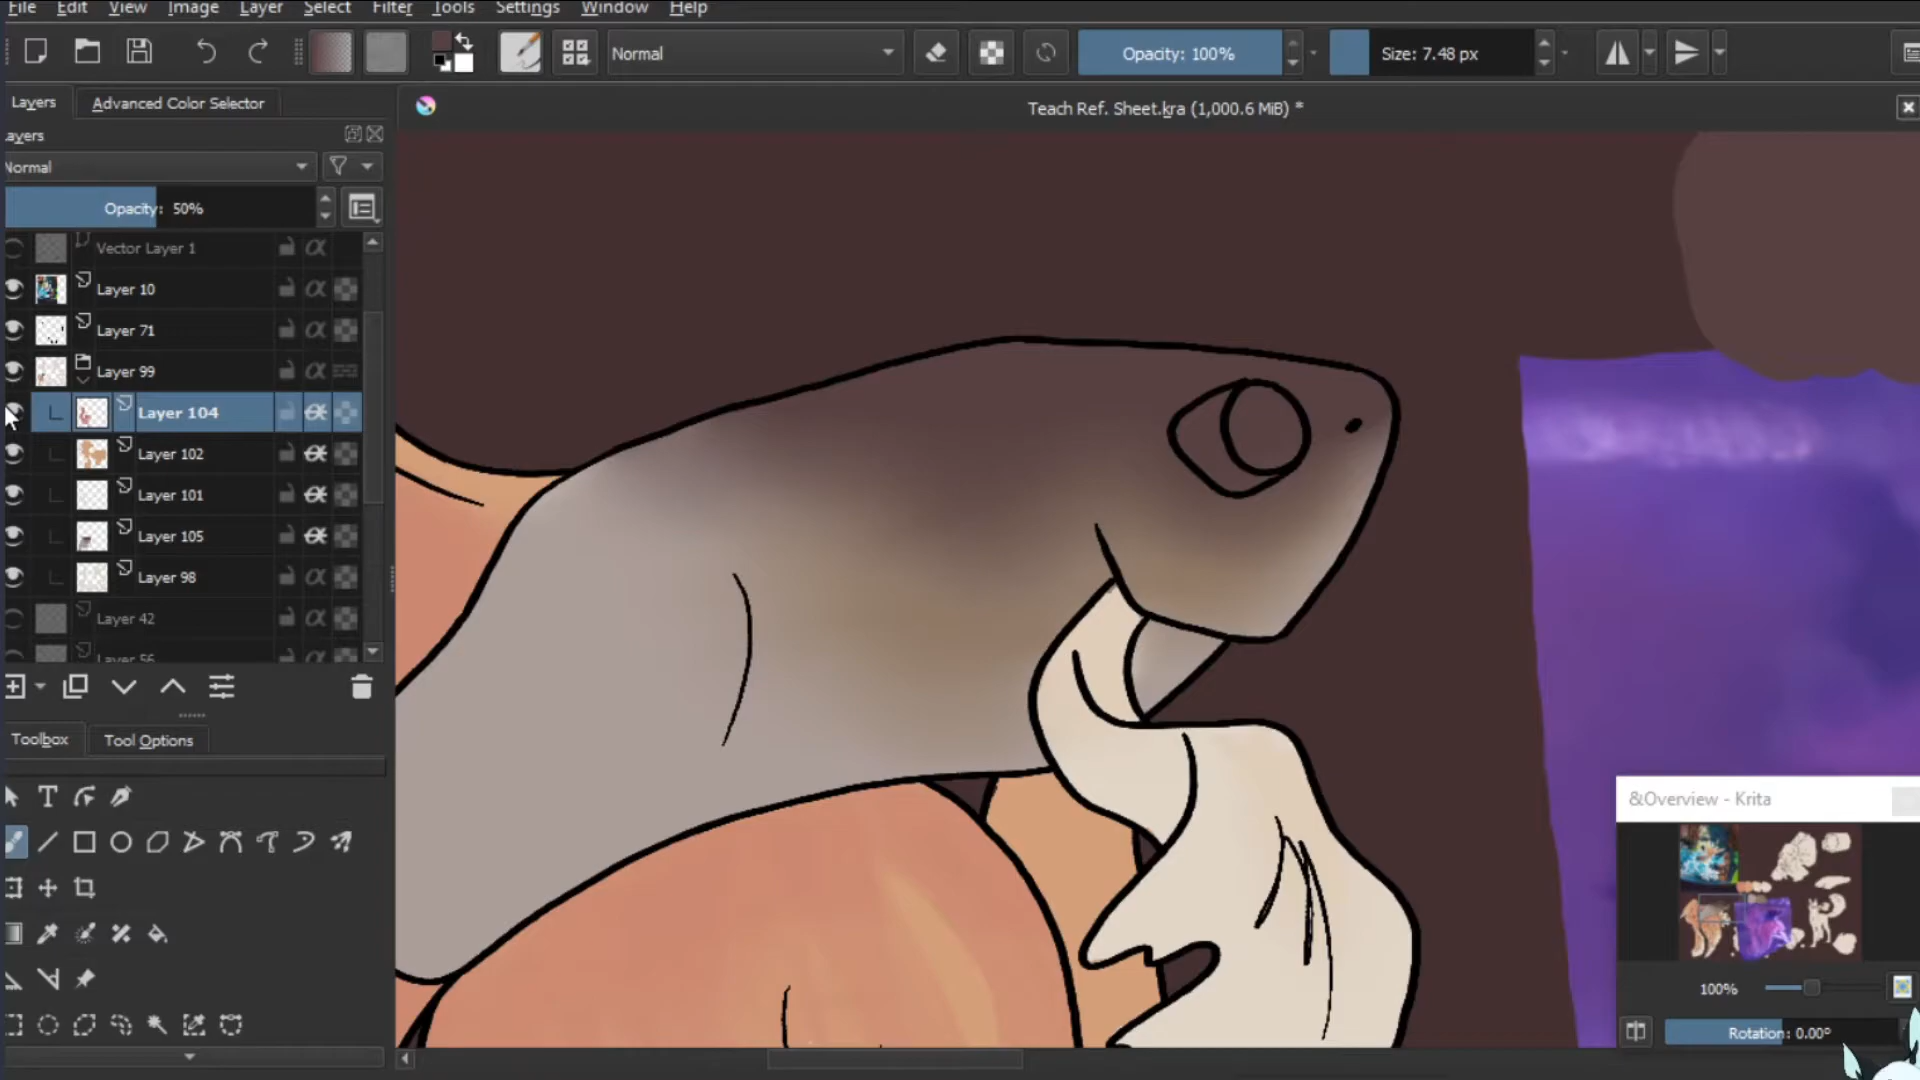 File Edit View Image Layer Select Filter Tools Settings Window Help
Normal Opacity: 100% Size: 7.48 px
Layers Advanced Color Selector
Teach Ref. Sheet.kra (1,000.6 MiB) *
ayers
Normal
Opacity: 50%
Vector Layer 1
Layer 10
Layer 71
Layer 99
Layer 104
Layer 102
Layer 101
Layer 105
Layer 98
Layer 42
Layer 56
Toolbox Tool Options
&Overview - Krita
100%
Rotation: 0.00°